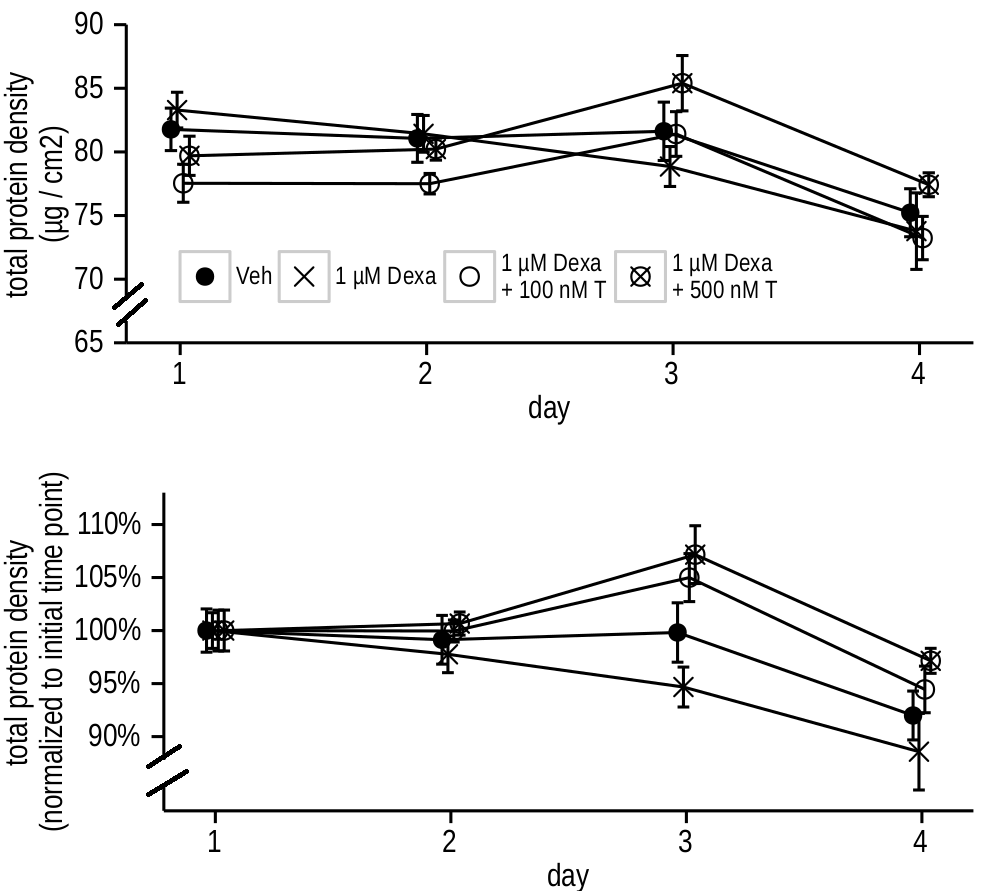 90
85
80
75
70
65
total protein density
(µg / cm2)
Veh
1 µM Dexa
1 µM Dexa
+ 100 nM T
1 µM Dexa
+ 500 nM T
1 2 3 4
day
110%
105%
100%
95%
90%
total protein density
(normalized to initial time point)
1 2 3 4
day